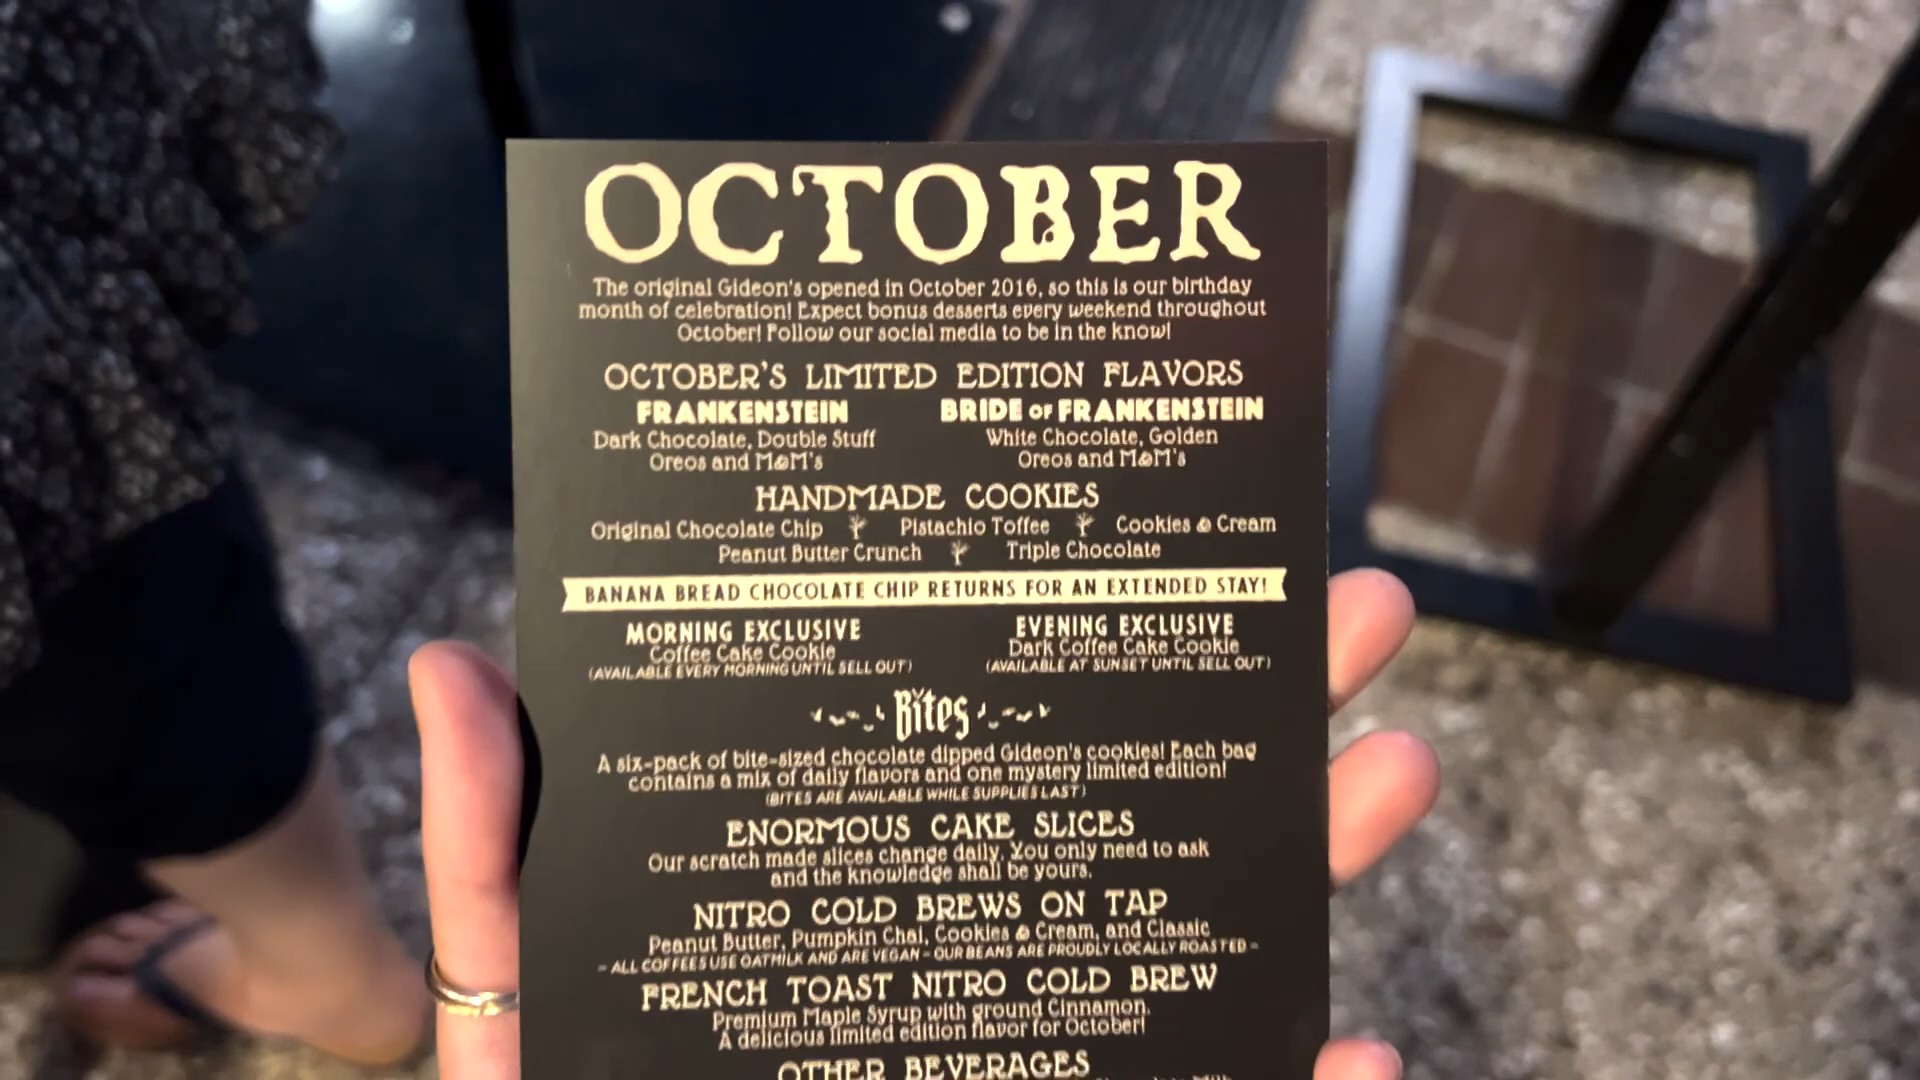 OCTOBER
The original Gideon's opened in October 2016, so this is our birthday
month of celebration! Expect bonus desserts every weekend throughout
October! Follow our social media to be in the know!
OCTOBER'S LIMITED EDITION FLAVORS
FRANKENSTEIN
Dark Chocolate, Double Stuff
Oreos and M&M's
BRIDE OF FRANKENSTEIN
White Chocolate, Golden
Oreos and M&M's
HANDMADE COOKIES
Original Chocolate Chip Pistachio Toffee Cookies & Cream
Peanut Butter Crunch Triple Chocolate
BANANA BREAD CHOCOLATE CHIP RETURNS FOR AN EXTENDED STAY!
MORNING EXCLUSIVE
Coffee Cake Cookie
(AVAILABLE EVERY MORNING UNTIL SELL OUT)
EVENING EXCLUSIVE
Dark Coffee Cake Cookie
(AVAILABLE AT SUNSET UNTIL SELL OUT)
Bites
A six-pack of bite-sized chocolate dipped Gideon's cookies! Each bag
contains a mix of daily flavors and one mystery limited edition!
(BITES ARE AVAILABLE WHILE SUPPLIES LAST)
ENORMOUS CAKE SLICES
Our scratch made slices change daily. You only need to ask
and the knowledge shall be yours.
NITRO COLD BREWS ON TAP
Peanut Butter, Pumpkin Chai, Cookies & Cream, and Classic
- ALL COFFEES USE OATMILK AND ARE VEGAN - OUR BEANS ARE PROUDLY LOCALLY ROASTED -
FRENCH TOAST NITRO COLD BREW
Premium Maple Syrup with ground Cinnamon.
A delicious limited edition flavor for October!
OTHER BEVERAGES